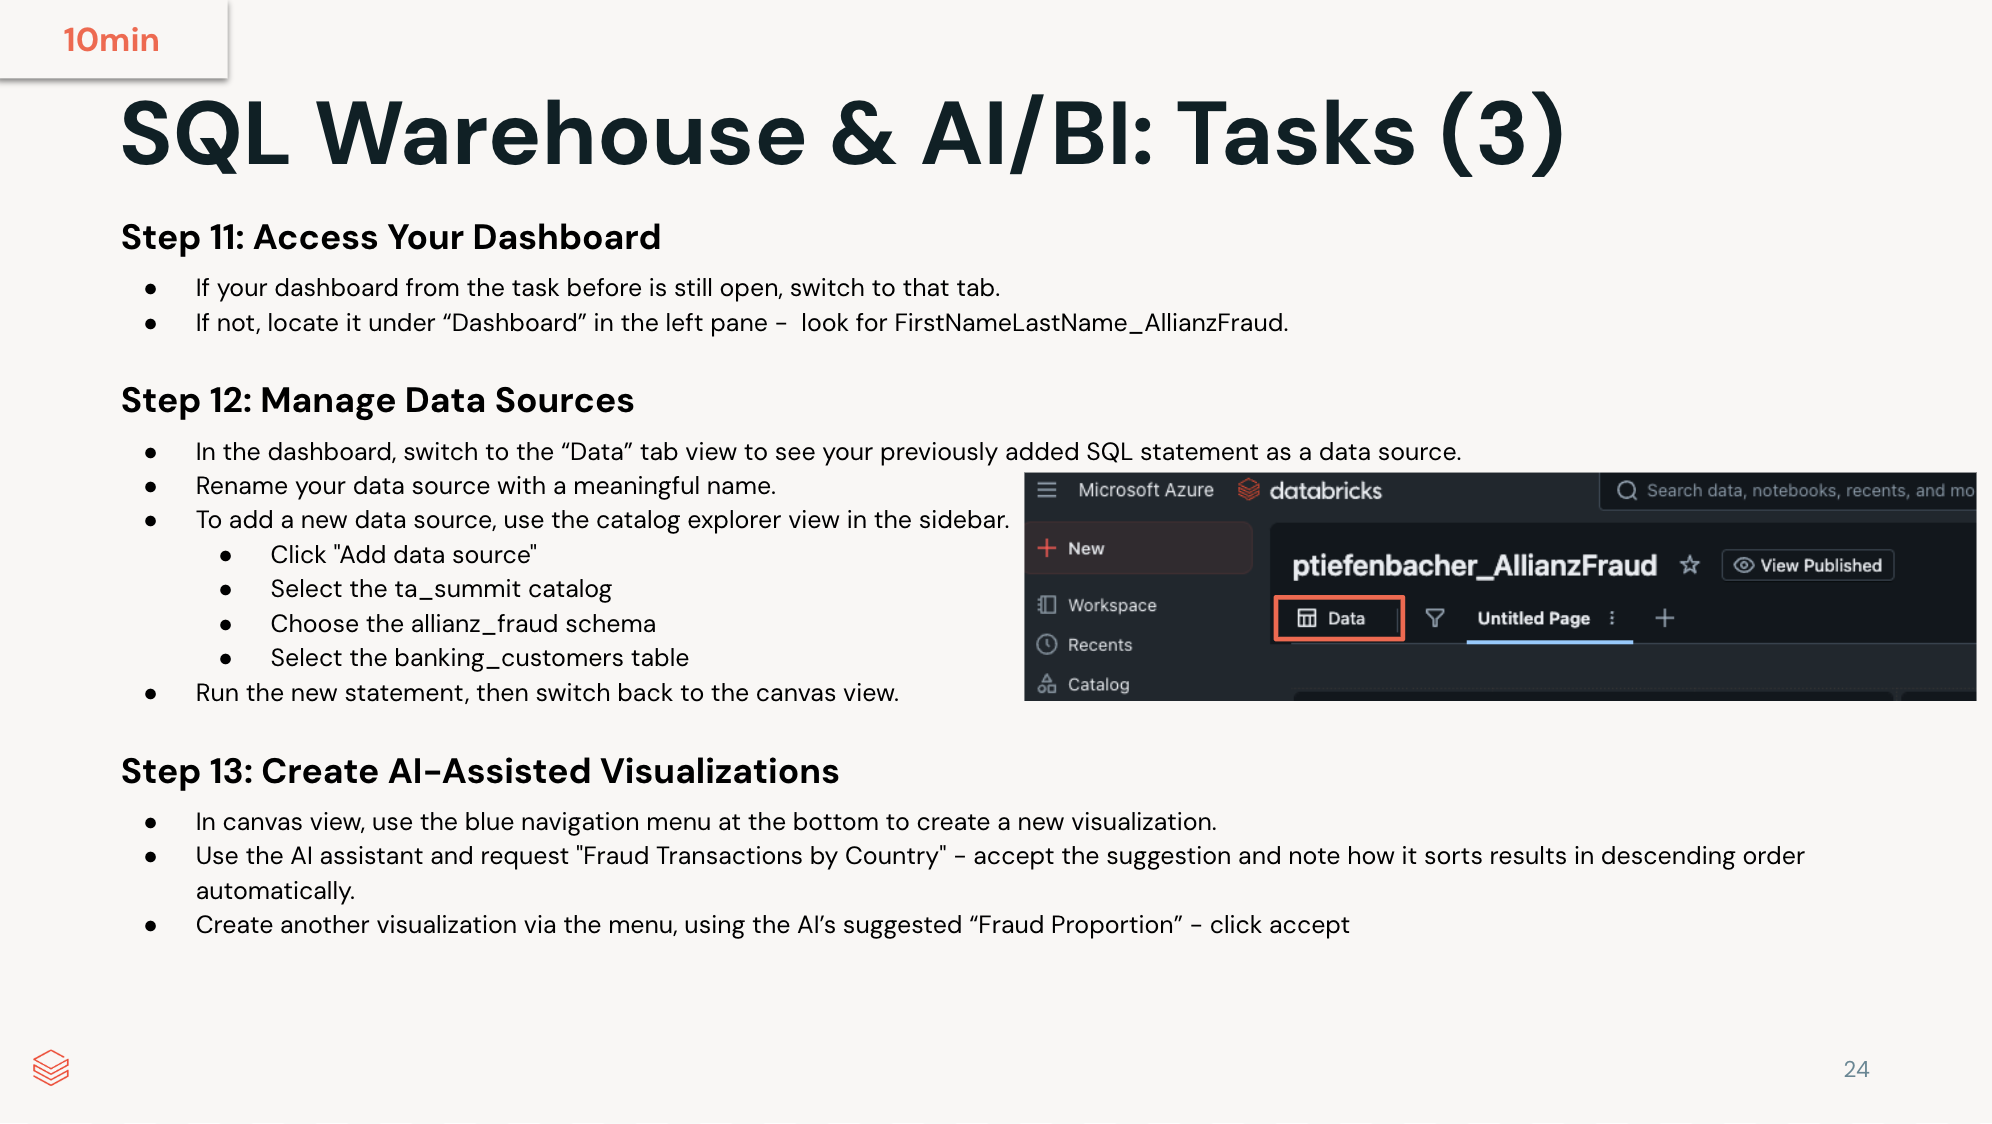 10min
SQL Warehouse & AI/BI: Tasks (3)
Step 11: Access Your Dashboard
● If your dashboard from the task before is still open, switch to that tab.
● If not, locate it under “Dashboard” in the left pane -  look for FirstNameLastName_AllianzFraud.
Step 12: Manage Data Sources
● In the dashboard, switch to the “Data” tab view to see your previously added SQL statement as a data source.
● Rename your data source with a meaningful name.
● To add a new data source, use the catalog explorer view in the sidebar.
● Click "Add data source"
● Select the ta_summit catalog
● Choose the allianz_fraud schema
● Select the banking_customers table
● Run the new statement, then switch back to the canvas view.
Microsoft Azure databricks Search data, notebooks, recents, and mo
New
ptiefenbacher_AllianzFraud View Published
Workspace
Data Untitled Page
Recents
Catalog
Step 13: Create AI-Assisted Visualizations
● In canvas view, use the blue navigation menu at the bottom to create a new visualization.
● Use the AI assistant and request "Fraud Transactions by Country" - accept the suggestion and note how it sorts results in descending order
automatically.
● Create another visualization via the menu, using the AI’s suggested “Fraud Proportion” - click accept
24